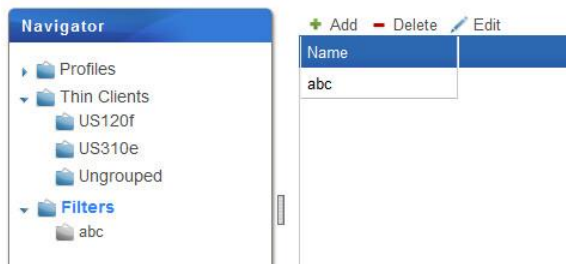 Navigator
Profiles
Thin Clients
US120f
US310e
Ungrouped
Filters
abc
Add Delete Edit
Name
abc